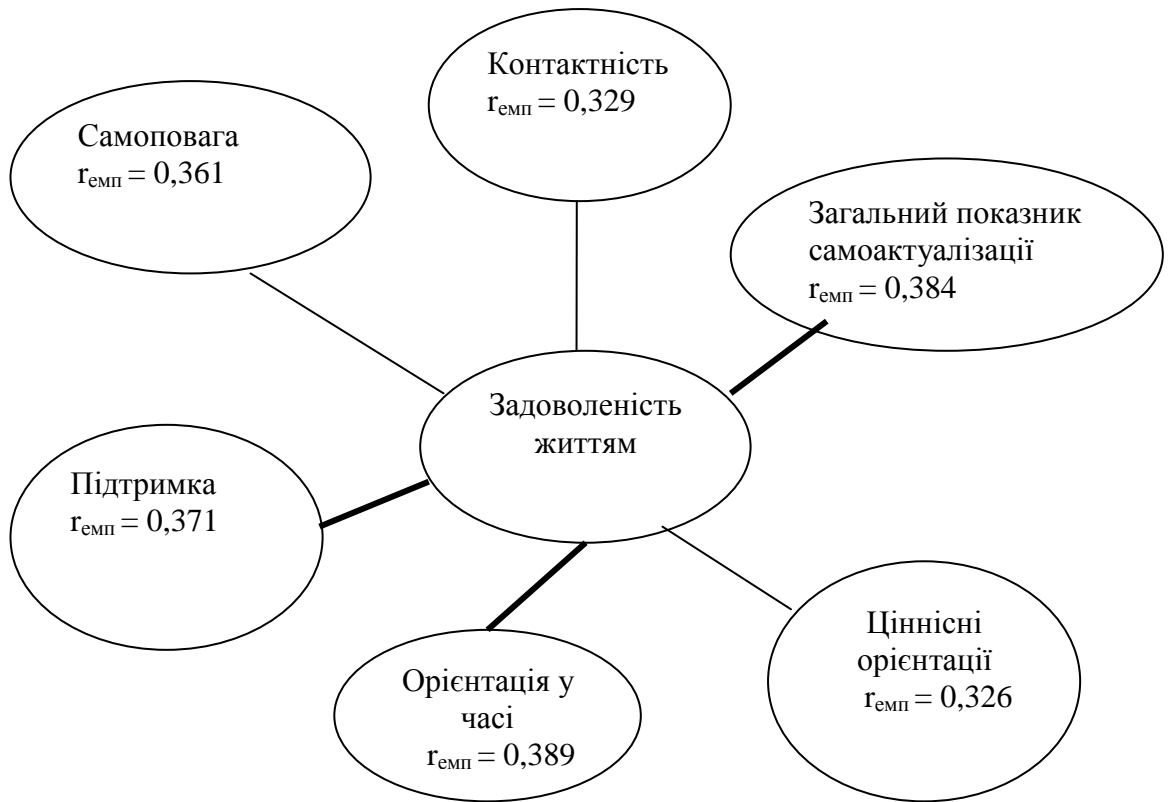 Контактність
rемп = 0,329
Самоповага
rемп = 0,361
Загальний показник
самоактуалізації
rемп = 0,384
Задоволеність
життям
Підтримка
rемп = 0,371
Ціннісні
орієнтації
rемп = 0,326
Орієнтація у
часі
rемп = 0,389